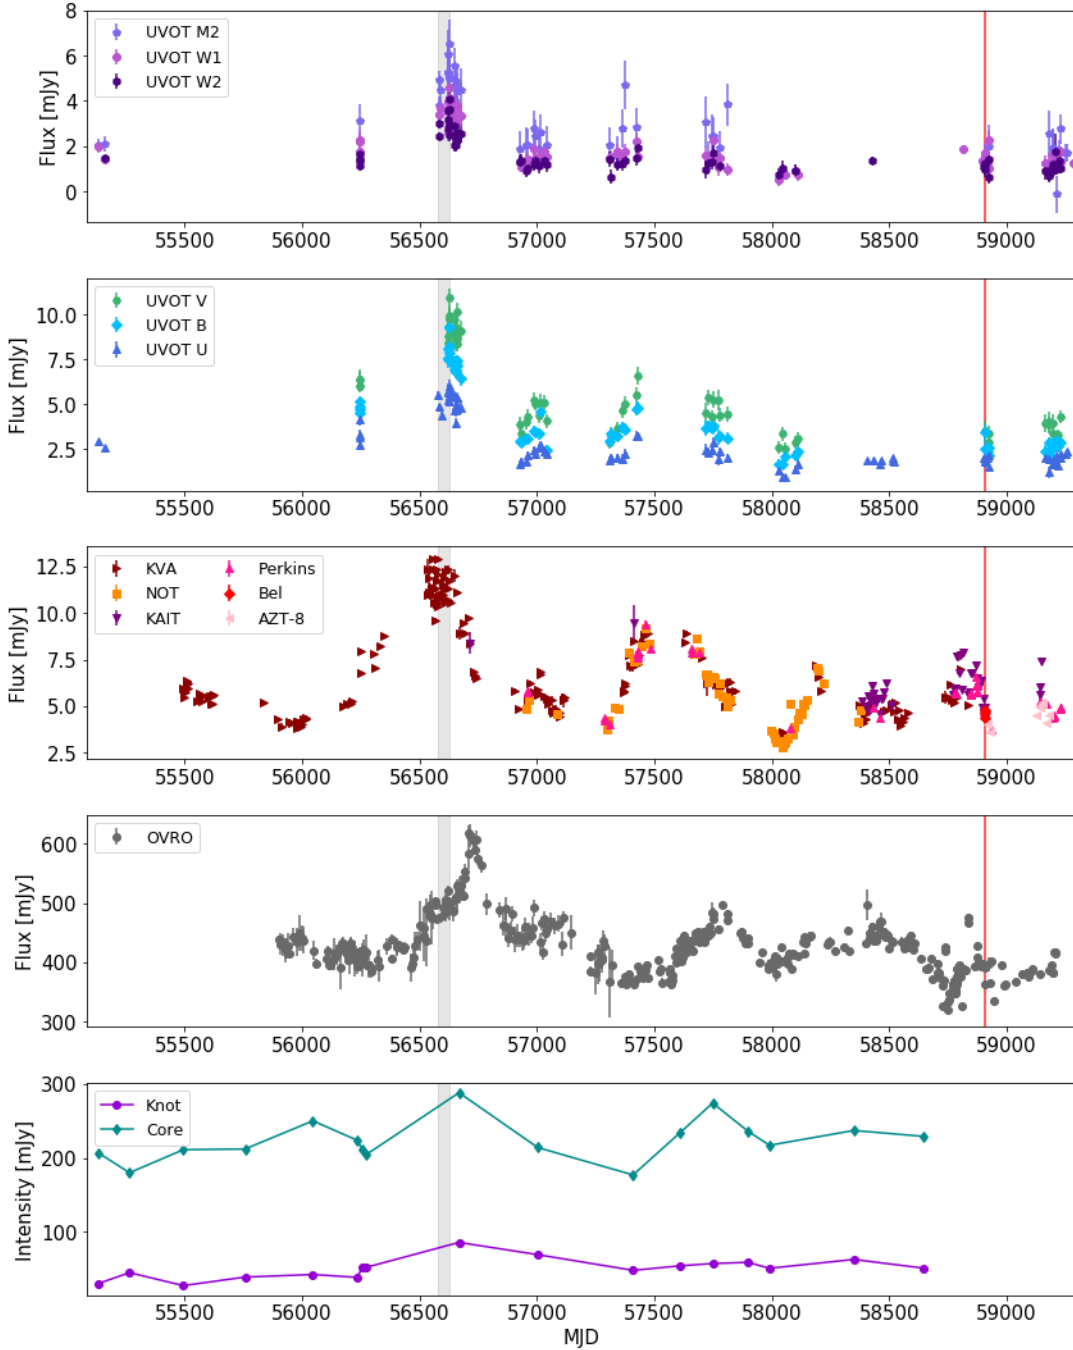 8
6
4
2
0
Flux [mJy]
UVOT M2
UVOT W1
UVOT W2
55500 56000 56500 57000 57500 58000 58500 59000
10.0
7.5
5.0
2.5
Flux [mJy]
UVOT V
UVOT B
UVOT U
55500 56000 56500 57000 57500 58000 58500 59000
12.5
10.0
7.5
5.0
2.5
Flux [mJy]
KVA Perkins
NOT Bel
KAIT AZT-8
55500 56000 56500 57000 57500 58000 58500 59000
600
500
400
300
Flux [mJy]
OVRO
55500 56000 56500 57000 57500 58000 58500 59000
300
200
100
Intensity [mJy]
Knot
Core
55500 56000 56500 57000 57500 58000 58500 59000
MJD